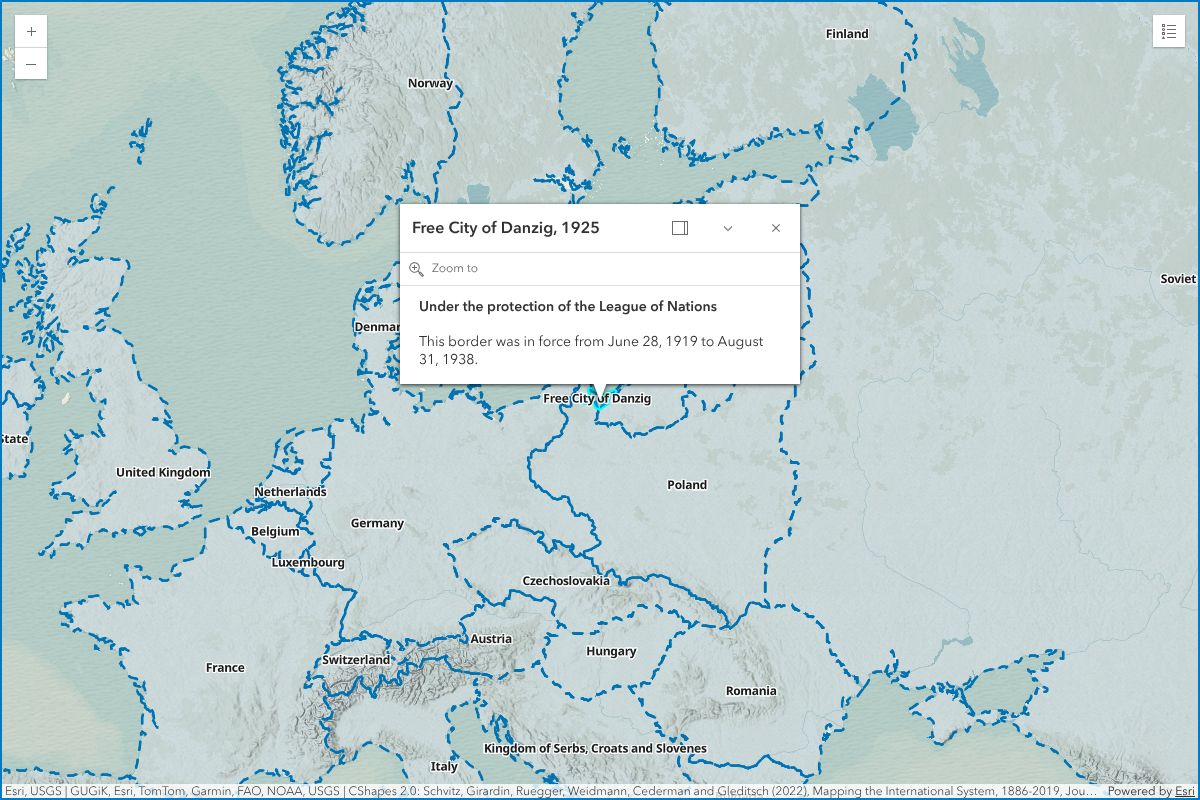 +
−
Finland
Norway
Free City of Danzig, 1925
Zoom to
Under the protection of the League of Nations
This border was in force from June 28, 1919 to August
31, 1938.
Soviet
Denmar
Free City of Danzig
State
United Kingdom
Poland
Netherlands
Germany
Belgium
Luxembourg
Czechoslovakia
Austria
Hungary
Switzerland
France
Romania
Kingdom of Serbs, Croats and Slovenes
Italy
Esri, USGS | GUGiK, Esri, TomTom, Garmin, FAO, NOAA, USGS | CShapes 2.0: Schvitz, Girardin, Ruegger, Weidmann, Cederman and Gleditsch (2022), Mapping the International System, 1886-2019, Jou... Powered by Esri